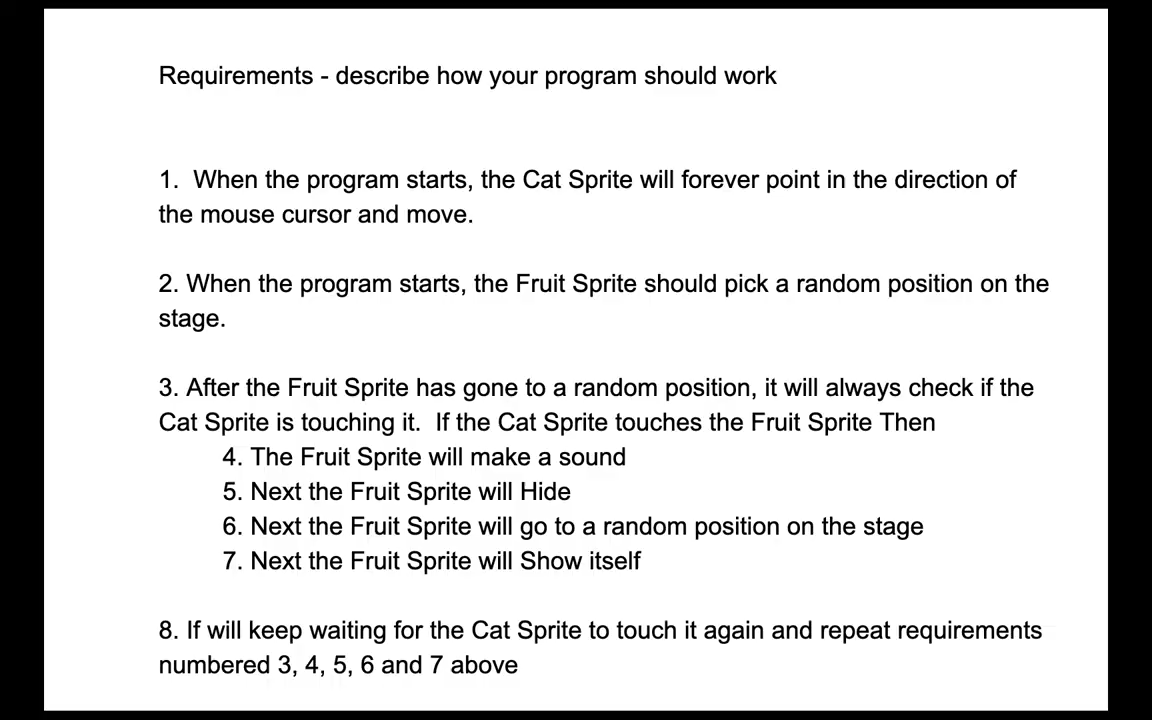 Requirements - describe how your program should work
1.  When the program starts, the Cat Sprite will forever point in the direction of
the mouse cursor and move.
2. When the program starts, the Fruit Sprite should pick a random position on the
stage.
3. After the Fruit Sprite has gone to a random position, it will always check if the
Cat Sprite is touching it.  If the Cat Sprite touches the Fruit Sprite Then
4. The Fruit Sprite will make a sound
5. Next the Fruit Sprite will Hide
6. Next the Fruit Sprite will go to a random position on the stage
7. Next the Fruit Sprite will Show itself
8. If will keep waiting for the Cat Sprite to touch it again and repeat requirements
numbered 3, 4, 5, 6 and 7 above